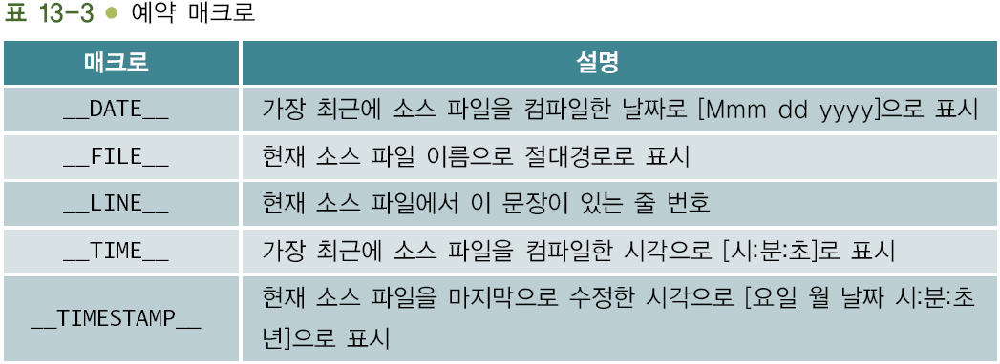 표 13-3 ● 예약 매크로
매크로 설명
__DATE__ 가장 최근에 소스 파일을 컴파일한 날짜로 [Mmm dd yyyy]으로 표시
__FILE__ 현재 소스 파일 이름으로 절대경로로 표시
__LINE__ 현재 소스 파일에서 이 문장이 있는 줄 번호
__TIME__ 가장 최근에 소스 파일을 컴파일한 시각으로 [시:분:초]로 표시
__TIMESTAMP__ 현재 소스 파일을 마지막으로 수정한 시각으로 [요일 월 날짜 시:분:초
년]으로 표시